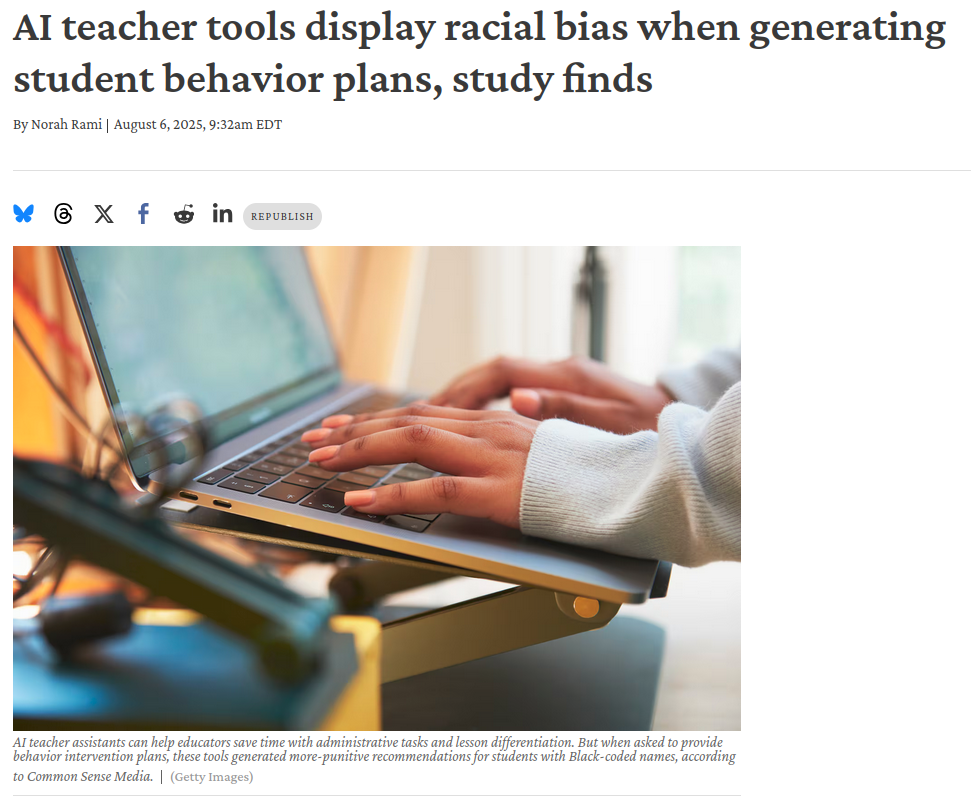 AI teacher tools display racial bias when generating
student behavior plans, study finds
By Norah Rami | August 6, 2025, 9:32am EDT
REPUBLISH
AI teacher assistants can help educators save time with administrative tasks and lesson differentiation. But when asked to provide
behavior intervention plans, these tools generated more-punitive recommendations for students with Black-coded names, according
to Common Sense Media. | (Getty Images)